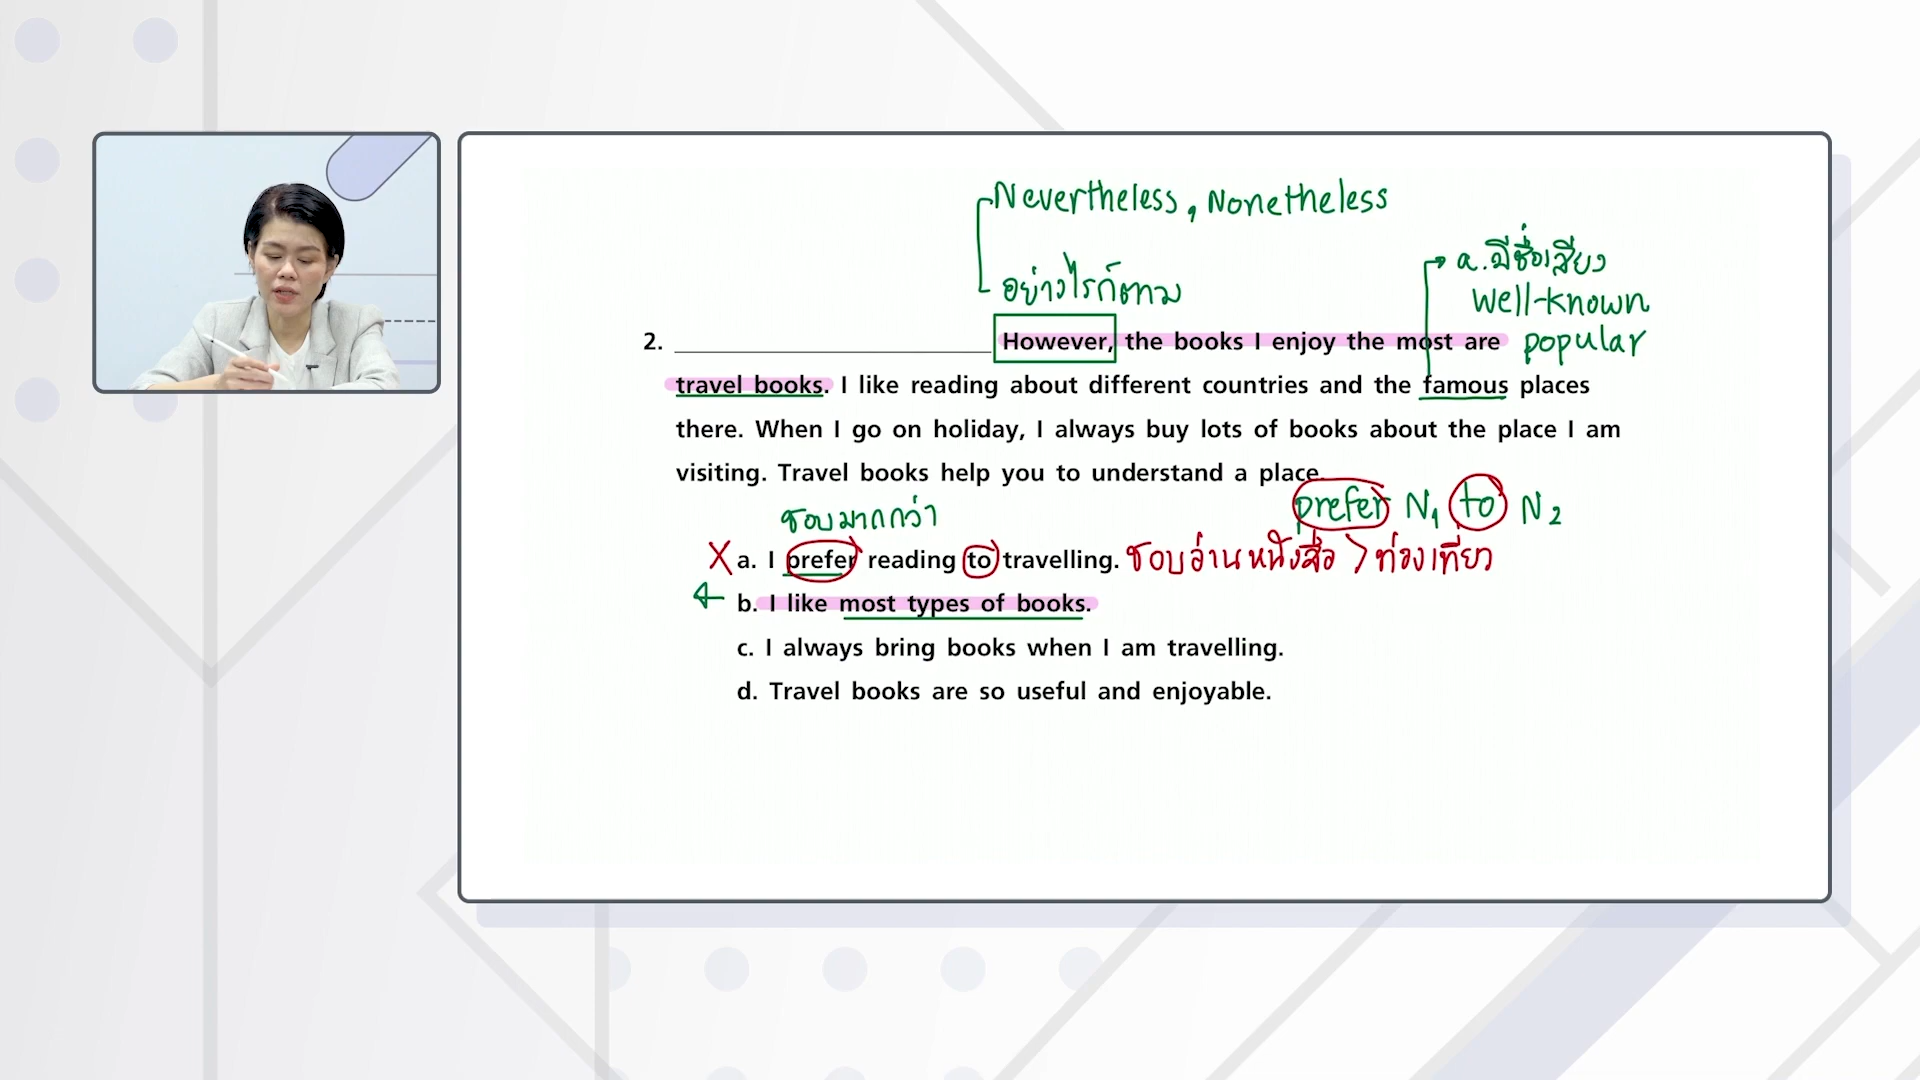 Nevertheless, Nonetheless
a. มีชื่อเสียง
อย่างไรก็ตาม
well-known
2. ______________________ However, the books I enjoy the most are popular
travel books. I like reading about different countries and the famous places
there. When I go on holiday, I always buy lots of books about the place I am
visiting. Travel books help you to understand a place.
ชอบมากกว่า
prefer N1 to N2
X a. I prefer reading to travelling. ชอบอ่านหนังสือ > ท่องเที่ยว
b. I like most types of books.
c. I always bring books when I am travelling.
d. Travel books are so useful and enjoyable.